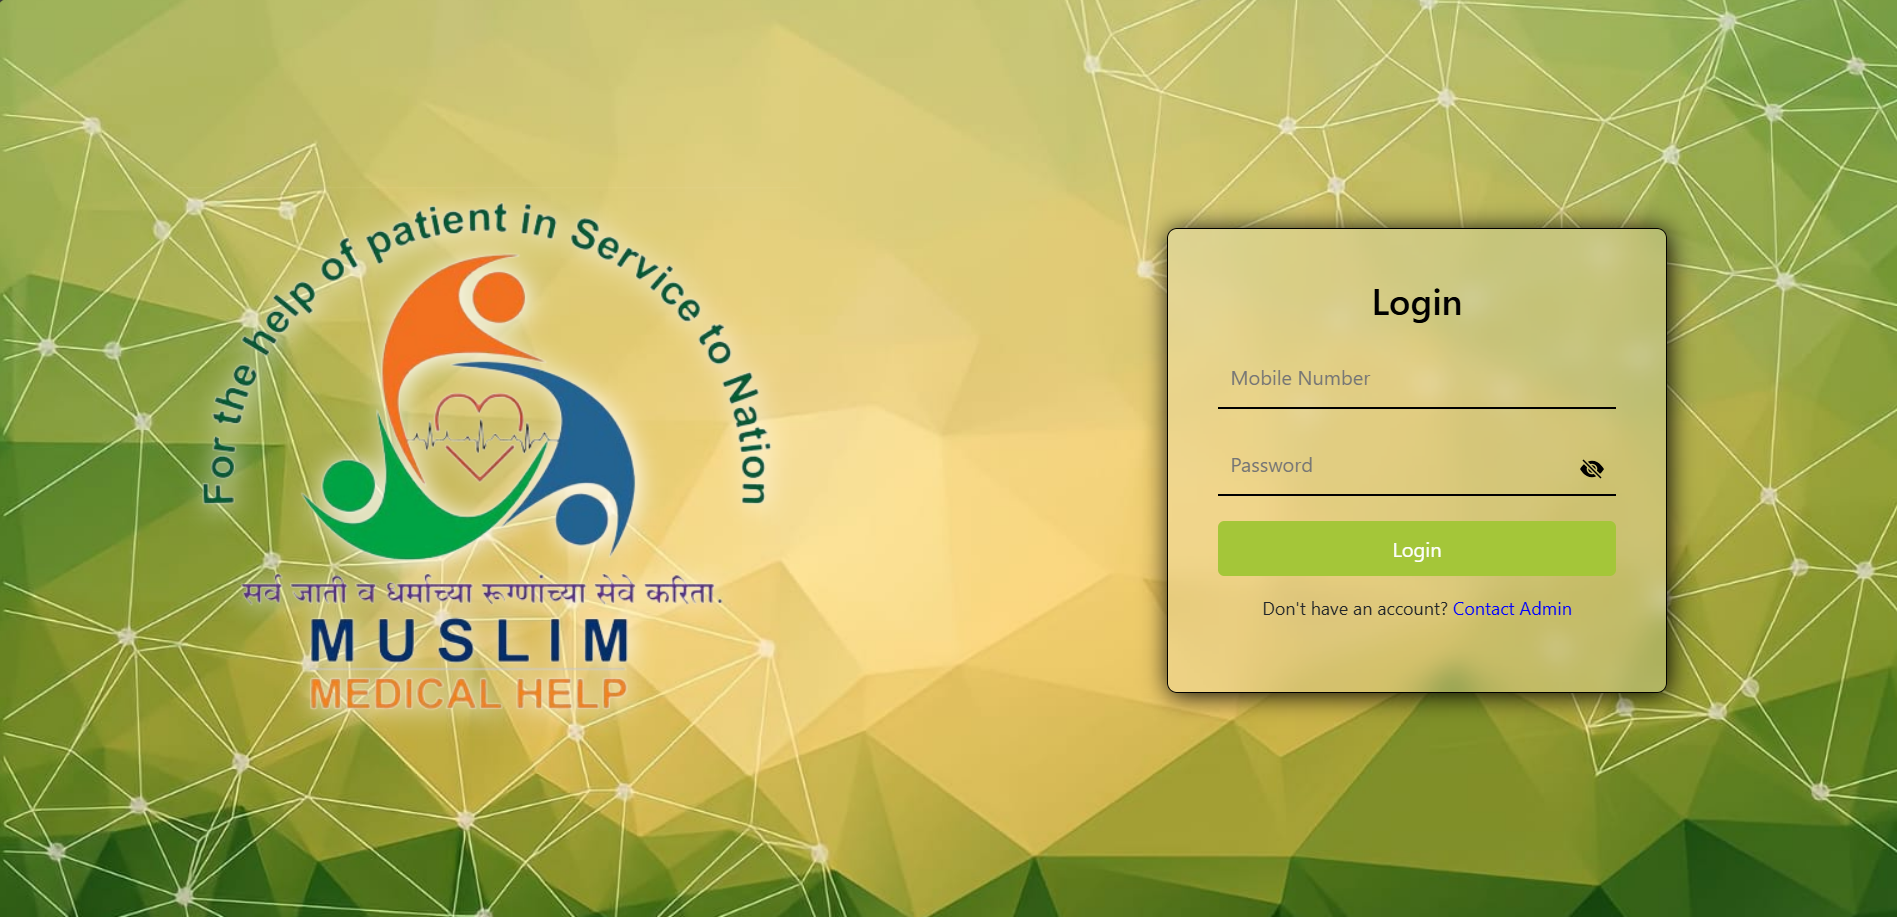 For the help of patient in Service to Nation
सर्व जाती व धर्माच्या रूग्णांच्या सेवे करिता.
MUSLIM
MEDICAL HELP
Login
Mobile Number
Password
Login
Don't have an account? Contact Admin